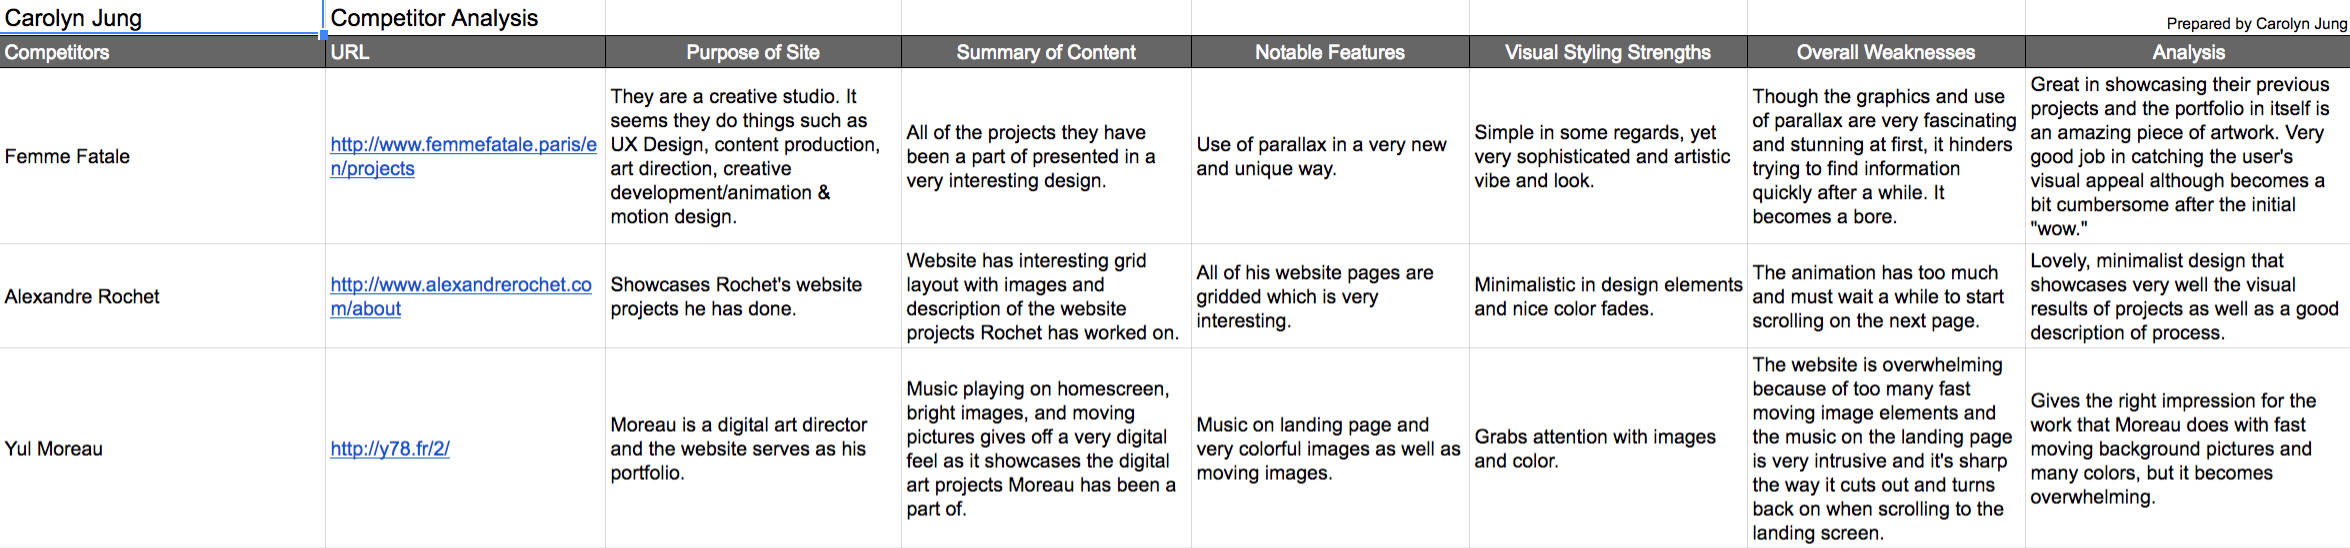 Carolyn Jung
Competitor Analysis
Prepared by Carolyn Jung
Competitors
URL
Purpose of Site
Summary of Content
Notable Features
Visual Styling Strengths
Overall Weaknesses
Analysis
Femme Fatale
http://www.femmefatale.paris/e
n/projects
They are a creative studio. It
seems they do things such as
UX Design, content production,
art direction, creative
development/animation &
motion design.
All of the projects they have
been a part of presented in a
very interesting design.
Use of parallax in a very new
and unique way.
Simple in some regards, yet
very sophisticated and artistic
vibe and look.
Though the graphics and use
of parallax are very fascinating
and stunning at first, it hinders
trying to find information
quickly after a while. It
becomes a bore.
Great in showcasing their previous
projects and the portfolio in itself is
an amazing piece of artwork. Very
good job in catching the user's
visual appeal although becomes a
bit cumbersome after the initial
"wow."
Alexandre Rochet
http://www.alexandrerochet.co
m/about
Showcases Rochet's website
projects he has done.
Website has interesting grid
layout with images and
description of the website
projects Rochet has worked on.
All of his website pages are
gridded which is very
interesting.
Minimalistic in design elements
and nice color fades.
The animation has too much
and must wait a while to start
scrolling on the next page.
Lovely, minimalist design that
showcases very well the visual
results of projects as well as a good
description of process.
Yul Moreau
http://y78.fr/2/
Moreau is a digital art director
and the website serves as his
portfolio.
Music playing on homescreen,
bright images, and moving
pictures gives off a very digital
feel as it showcases the digital
art projects Moreau has been a
part of.
Music on landing page and
very colorful images as well as
moving images.
Grabs attention with images
and color.
The website is overwhelming
because of too many fast
moving image elements and
the music on the landing page
is very intrusive and it's sharp
the way it cuts out and turns
back on when scrolling to the
landing screen.
Gives the right impression for the
work that Moreau does with fast
moving background pictures and
many colors, but it becomes
overwhelming.